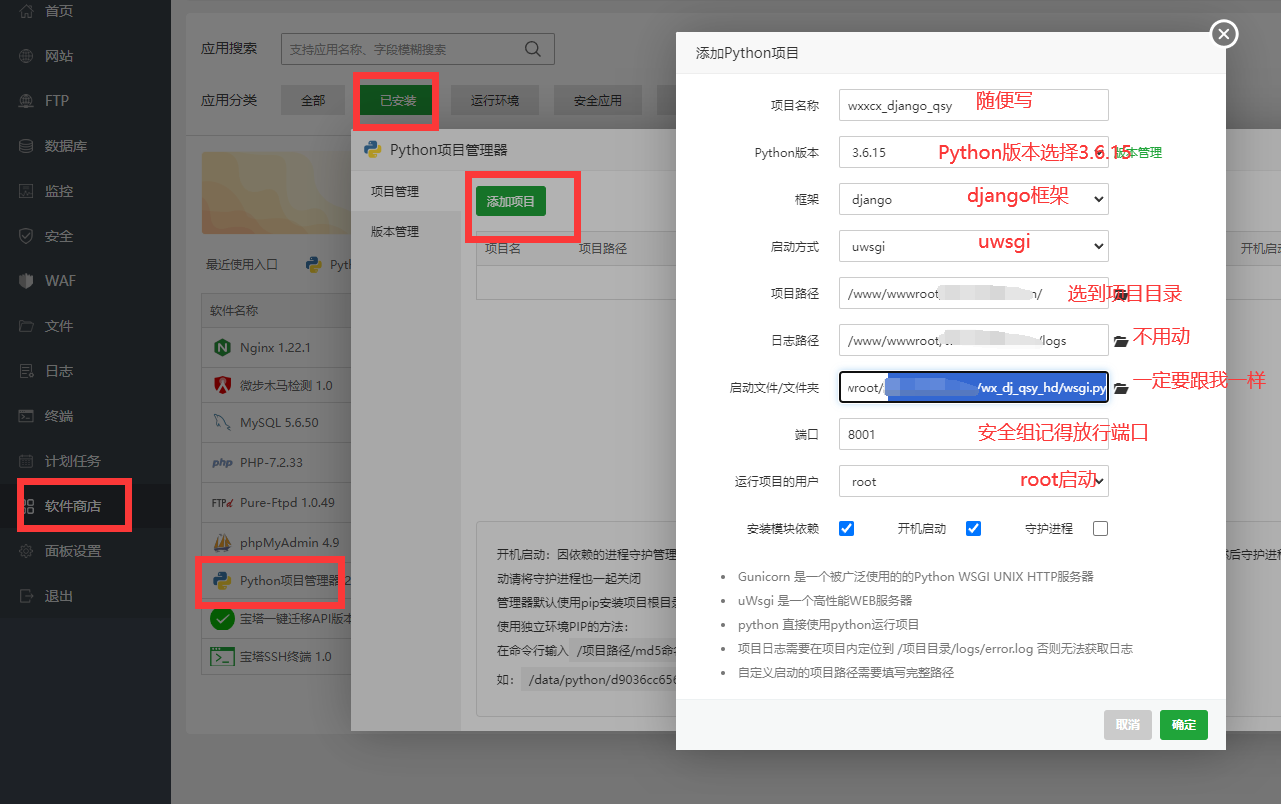 首页
网站
FTP
数据库
监控
安全
WAF
文件
日志
终端
计划任务
软件商店
面板设置
退出
应用搜索
支持应用名称、字段模糊搜索
应用分类
全部
已安装
运行环境
安全应用
最近使用入口
软件名称
Nginx 1.22.1
微步木马检测 1.0
MySQL 5.6.50
PHP-7.2.33
Pure-Ftpd 1.0.49
phpMyAdmin 4.9
Python项目管理器 2
宝塔一键迁移API版本
宝塔SSH终端 1.0
Python项目管理器
项目管理
版本管理
添加项目
项目名
项目路径
开机启动
开机启动：因依赖的进程守护管理
动请将守护进程也一起关闭
管理器默认使用pip安装项目根目录
使用独立环境PIP的方法：
在命令行输入 /项目路径/md5命名
如： /data/python/d9036cc656
后守护进程
添加Python项目
项目名称 wxxcx_django_qsy 随便写
Python版本 3.6.15 Python版本选择3.6.15 版本管理
框架 django django框架
启动方式 uwsgi uwsgi
项目路径 /www/wwwroot n/ 选到项目目录
日志路径 /www/wwwroot/ /logs 不用动
启动文件/文件夹 wroot/ /wx_dj_qsy_hd/wsgi.py 一定要跟我一样
端口 8001 安全组记得放行端口
运行项目的用户 root root启动
安装模块依赖 开机启动 守护进程
Gunicorn 是一个被广泛使用的的Python WSGI UNIX HTTP服务器
uWsgi 是一个高性能WEB服务器
python 直接使用python运行项目
项目日志需要在项目内定位到 /项目目录/logs/error.log 否则无法获取日志
自定义启动的项目路径需要填写完整路径
取消 确定